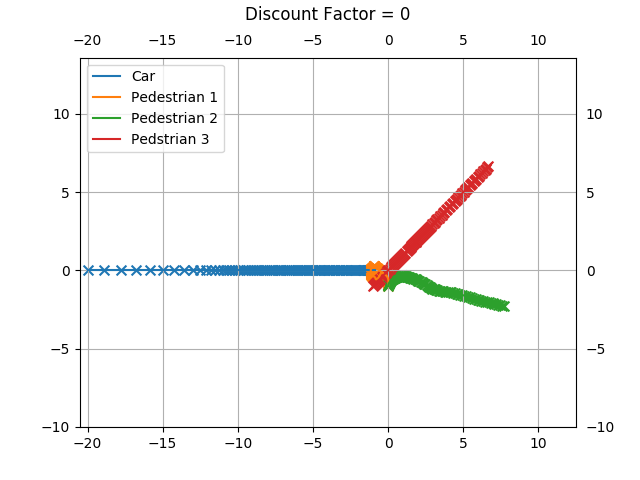 Discount Factor = 0
−20 −15 −10 −5 0 5 10
Car
Pedestrian 1
Pedestrian 2
Pedstrian 3
10 10
5 5
0 0
−5 −5
−10 −10
−20 −15 −10 −5 0 5 10